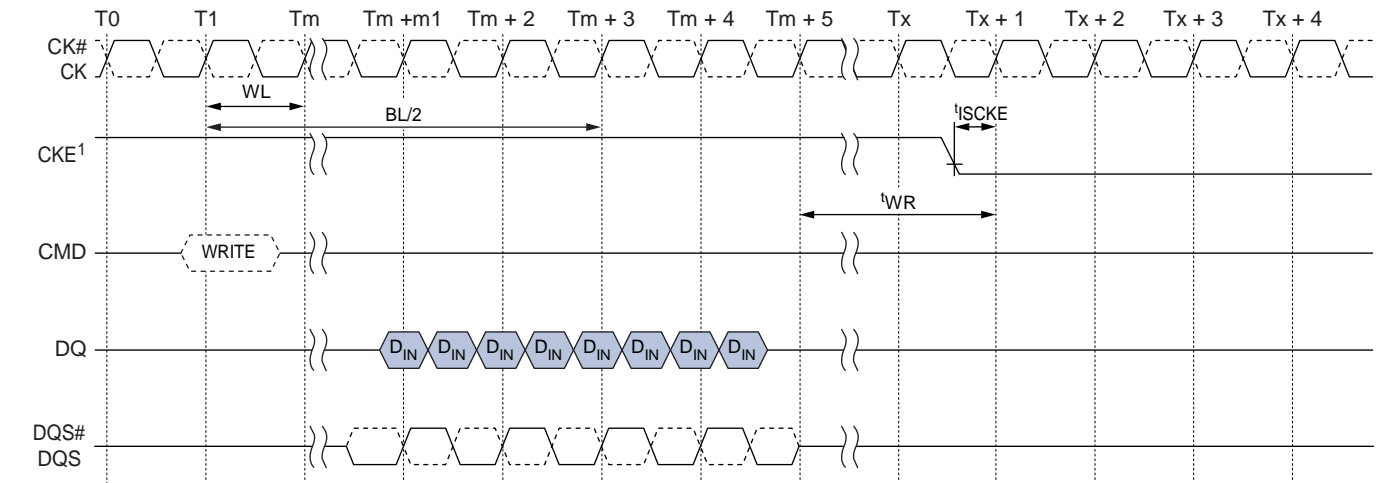 T0 T1 Tm Tm +m1 Tm + 2 Tm + 3 Tm + 4 Tm + 5 Tx Tx + 1 Tx + 2 Tx + 3 Tx + 4
CK#
CK
WL
BL/2
tISCKE
CKE1
tWR
CMD WRITE
DQ DIN DIN DIN DIN DIN DIN DIN DIN
DQS#
DQS